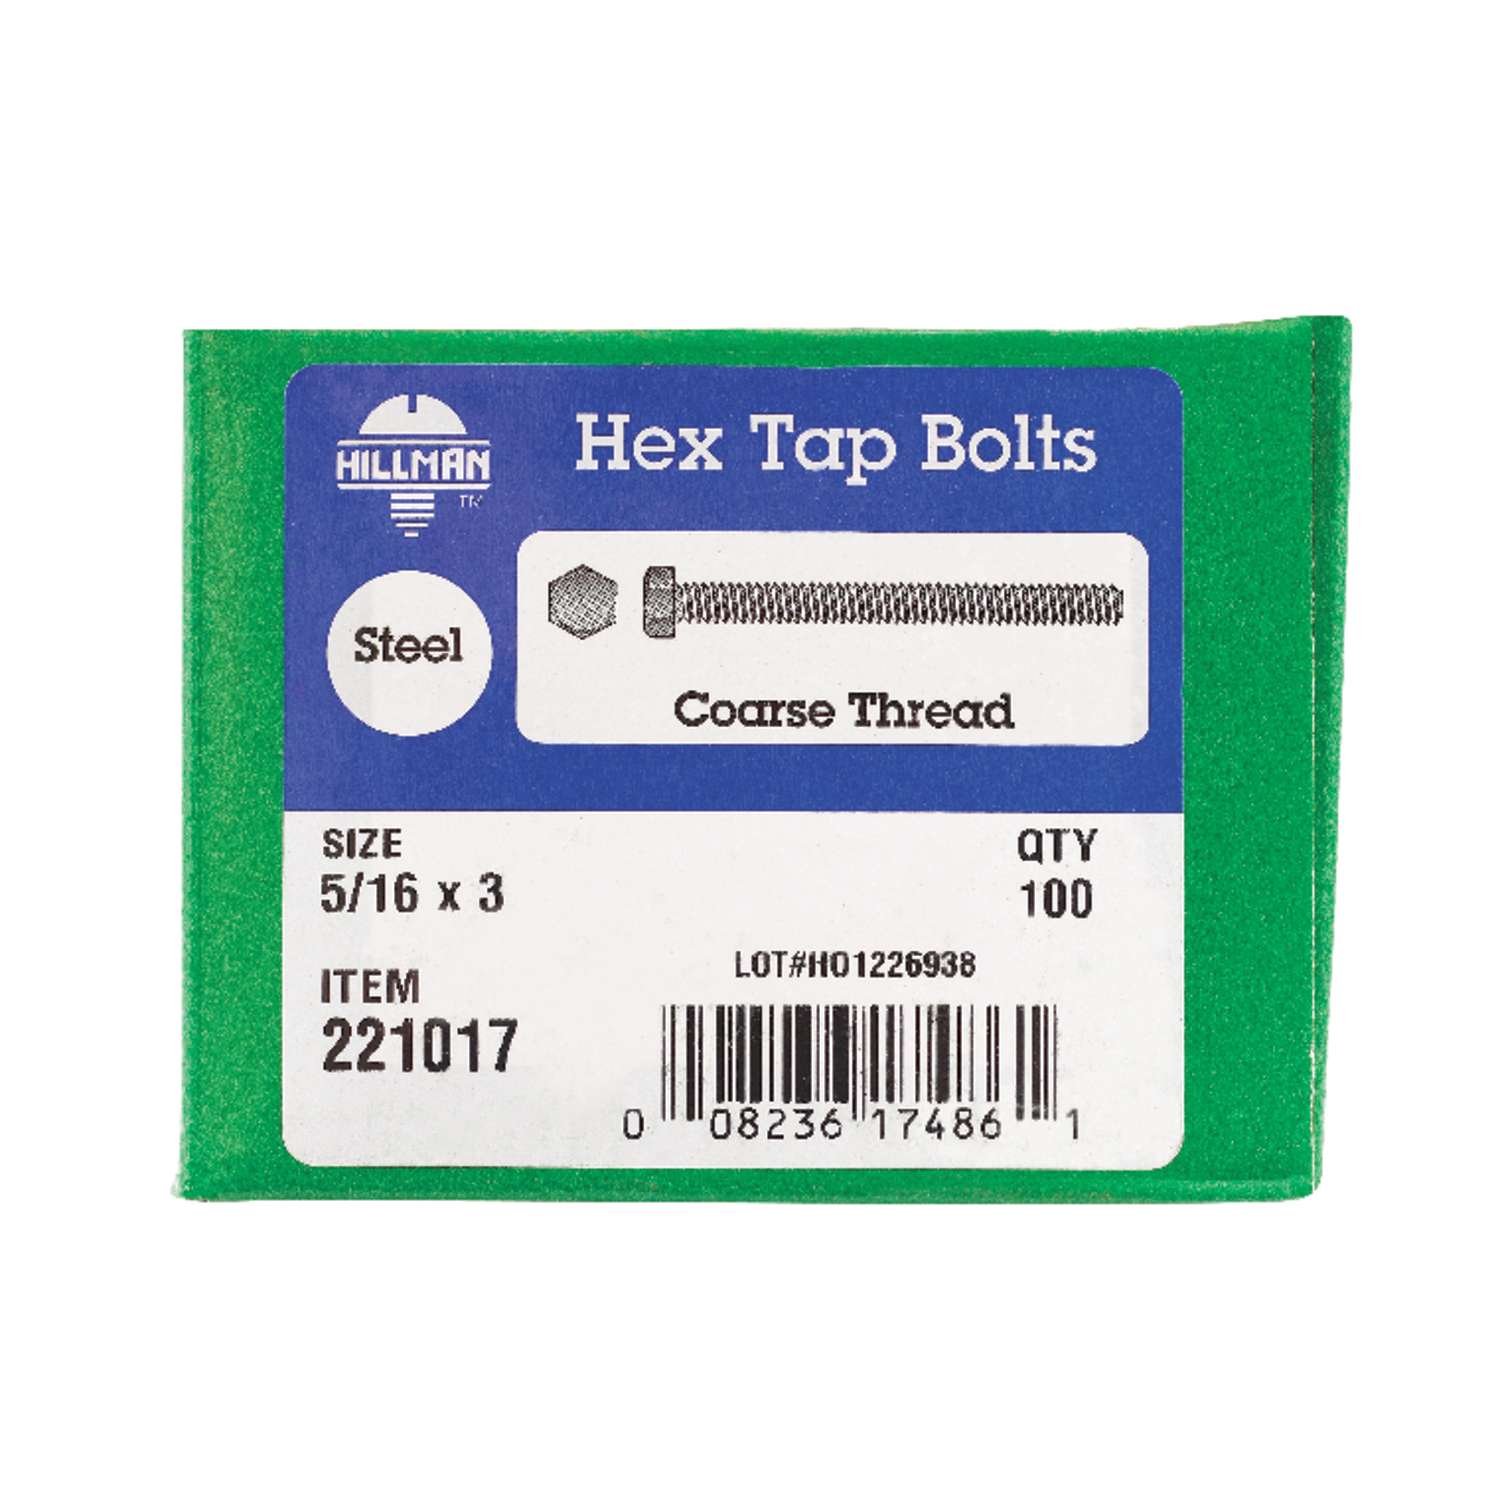 HILLMAN
TM
Hex Tap Bolts
Steel
Coarse Thread
SIZE
5/16 x 3
QTY
100
ITEM
221017
LOT#H01226938
0 08236 17486 1